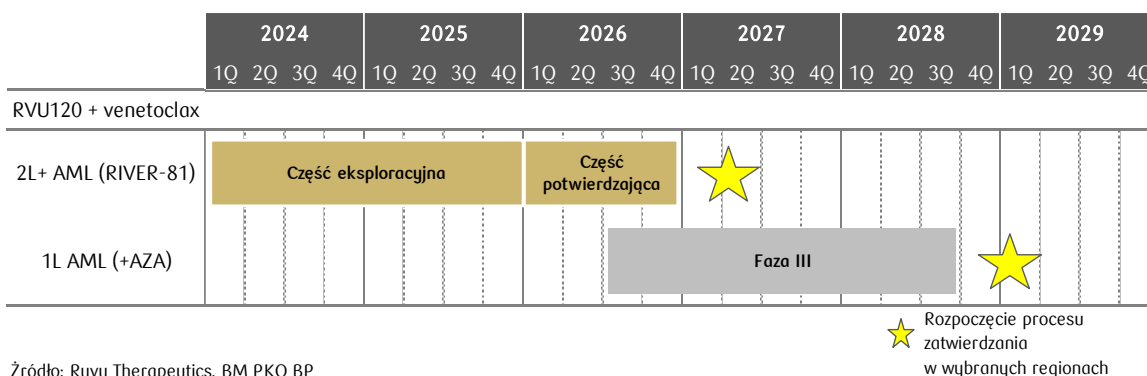 2024 2025 2026 2027 2028 2029
1Q 2Q 3Q 4Q 1Q 2Q 3Q 4Q 1Q 2Q 3Q 4Q 1Q 2Q 3Q 4Q 1Q 2Q 3Q 4Q 1Q 2Q 3Q 4Q
RVU120 + venetoclax
2L+ AML (RIVER-81)
Część eksploracyjna
Część
potwierdzająca
1L AML (+AZA)
Faza III
Rozpoczęcie procesu
zatwierdzania
w wybranych regionach
Źródło: Ryvu Therapeutics, BM PKO BP